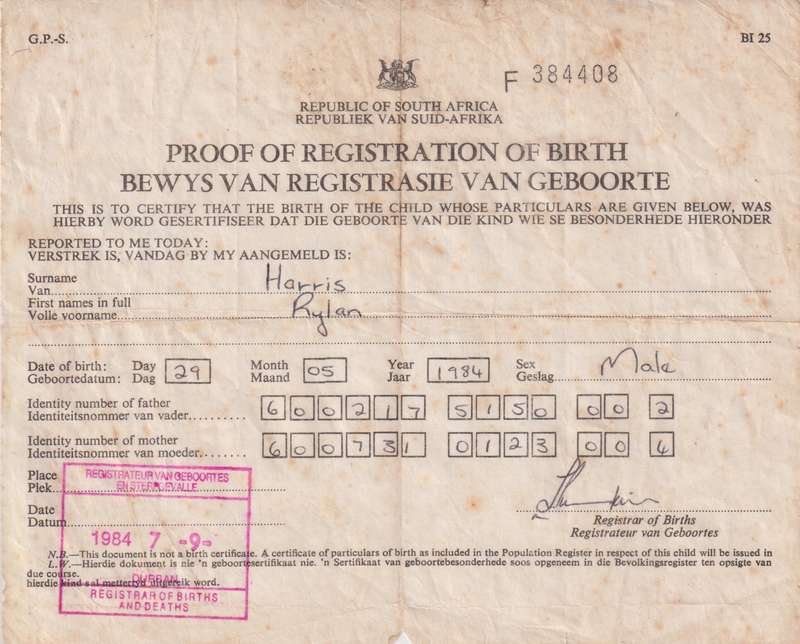 G.P.-S.
BI 25
F 384408
REPUBLIC OF SOUTH AFRICA
REPUBLIEK VAN SUID-AFRIKA
PROOF OF REGISTRATION OF BIRTH
BEWYS VAN REGISTRASIE VAN GEBOORTE
THIS IS TO CERTIFY THAT THE BIRTH OF THE CHILD WHOSE PARTICULARS ARE GIVEN BELOW, WAS
HIERBY WORD GESERTIFISEER DAT DIE GEBOORTE VAN DIE KIND WIE SE BESONDERHEDE HIERONDER
REPORTED TO ME TODAY:
VERSTREK IS, VANDAG BY MY AANGEMELD IS:
Surname
Van Harris
First names in full
Volle voorname Rylan
Date of birth: Day Month Year Sex
Geboortedatum: Dag 29 Maand 05 Jaar 1984 Geslag Male
Identity number of father
Identiteitsnommer van vader 600217 5150 00 2
Identity number of mother
Identiteitsnommer van moeder 600731 0123 00 4
Place
Plek
REGISTRATEUR VAN GEBOORTES
EN STERFGEVALLE
Date
Datum
1984 7 -9-
DURBAN
REGISTRAR OF BIRTHS
AND DEATHS
Registrar of Births
Registrateur van Geboortes
N.B.—This document is not a birth certificate. A certificate of particulars of birth as included in the Population Register in respect of this child will be issued in
L.W.—Hierdie dokument is nie 'n geboortesertifikaat nie. 'n Sertifikaat van geboortebesonderhede soos opgeneem in die Bevolkingsregister ten opsigte van
due course.
hierdie kind sal mettertyd uitgereik word.